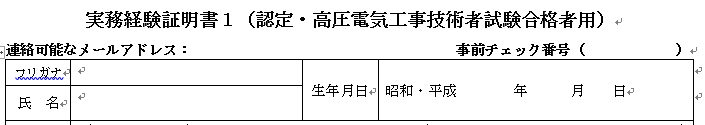 実務経験証明書1(認定・高圧電気工事技術者試験合格者用)
連絡可能なメールアドレス： 事前チェック番号（ ）
フリガナ
氏 名
生年月日 昭和・平成 年 月 日